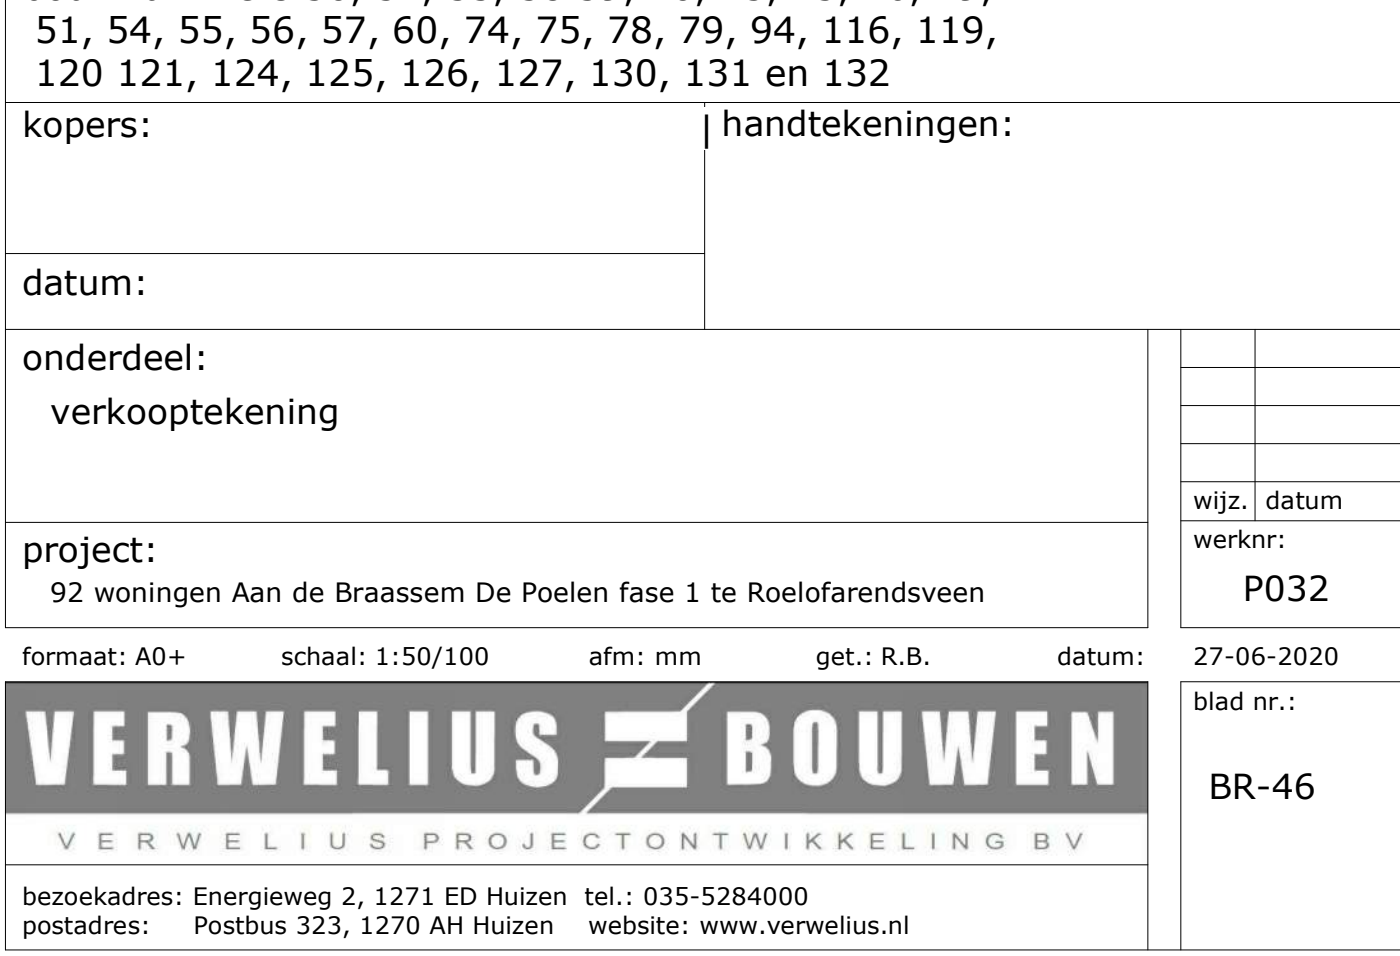 51, 54, 55, 56, 57, 60, 74, 75, 78, 79, 94, 116, 119,
120 121, 124, 125, 126, 127, 130, 131 en 132
kopers:
handtekeningen:
datum:
onderdeel:
verkooptekening
wijz. datum
project:
92 woningen Aan de Braassem De Poelen fase 1 te Roelofarendsveen
werknr:
P032
formaat: A0+ schaal: 1:50/100 afm: mm get.: R.B. datum: 27-06-2020
VERWELIUS BOUWEN
VERWELIUS PROJECTONTWIKKELING BV
blad nr.:
BR-46
bezoekadres: Energieweg 2, 1271 ED Huizen tel.: 035-5284000
postadres: Postbus 323, 1270 AH Huizen website: www.verwelius.nl